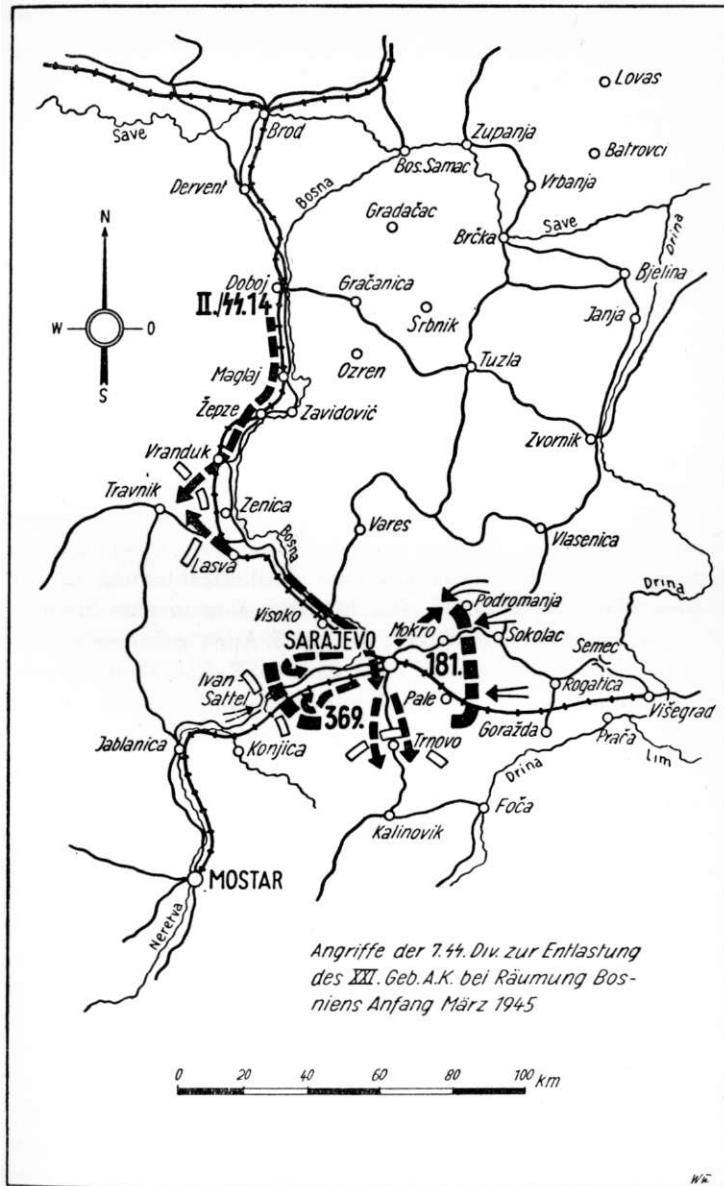 Lovas
Save
Brod
Županja
Batrovci
Bos. Šamac
Dervent
Bosna
Vrbanja
Gradačac
Save
N
Brčka
Drina
Doboj
Gračanica
Bjelina
II./SS.14
Srbnik
Janja
W
O
Ozren
Maglaj
Tuzla
S
Žepze
Zavidović
Zvornik
Vranduk
Travnik
Zenica
Vares
Bosna
Vlasenica
Lasva
Drina
Podromanja
Visoko
Mokro
Sokolac
SARAJEVO
Semec
181.
Ivan
Sattel
Rogatica
369.
Pale
Višegrad
Jablanica
Konjica
Trnovo
Goražda
Prača
Drina
Lim
Foča
Kalinovik
MOSTAR
Neretva
Angriffe der 7.SS. Div. zur Entlastung
des XXI. Geb. A.K. bei Räumung Bos-
niens Anfang März 1945
0 20 40 60 80 100 km